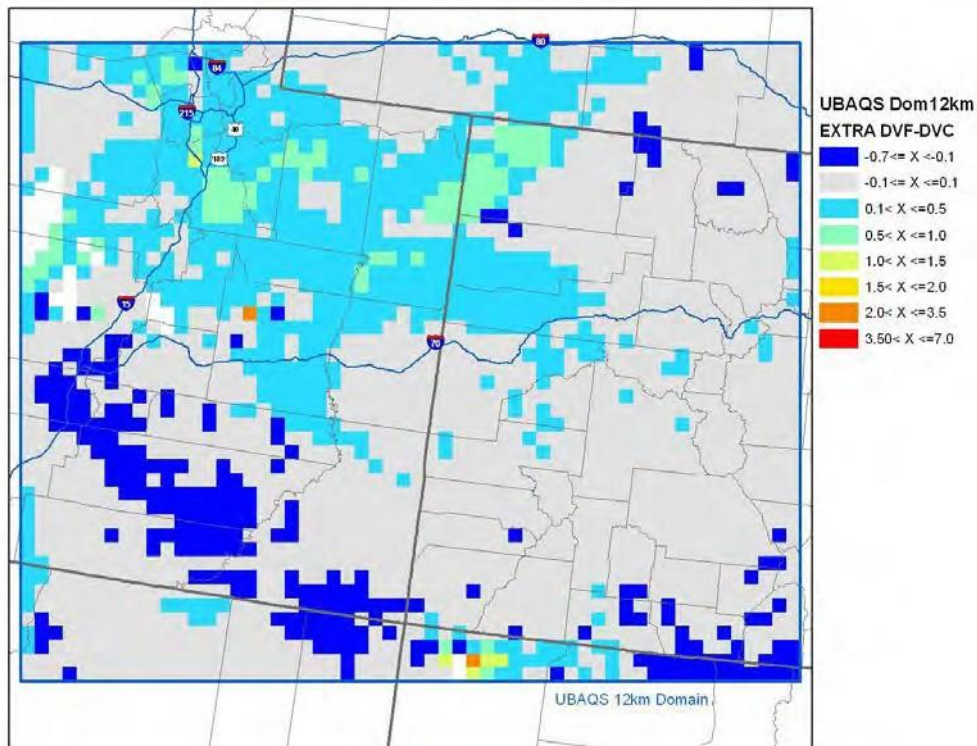 80
84
215
40
189
15
70
UBAQS Dom12km
EXTRA DVF-DVC
-0.7<= X <-0.1
-0.1<= X <=0.1
0.1< X <=0.5
0.5< X <=1.0
1.0< X <=1.5
1.5< X <=2.0
2.0< X <=3.5
3.50< X <=7.0
UBAQS 12km Domain